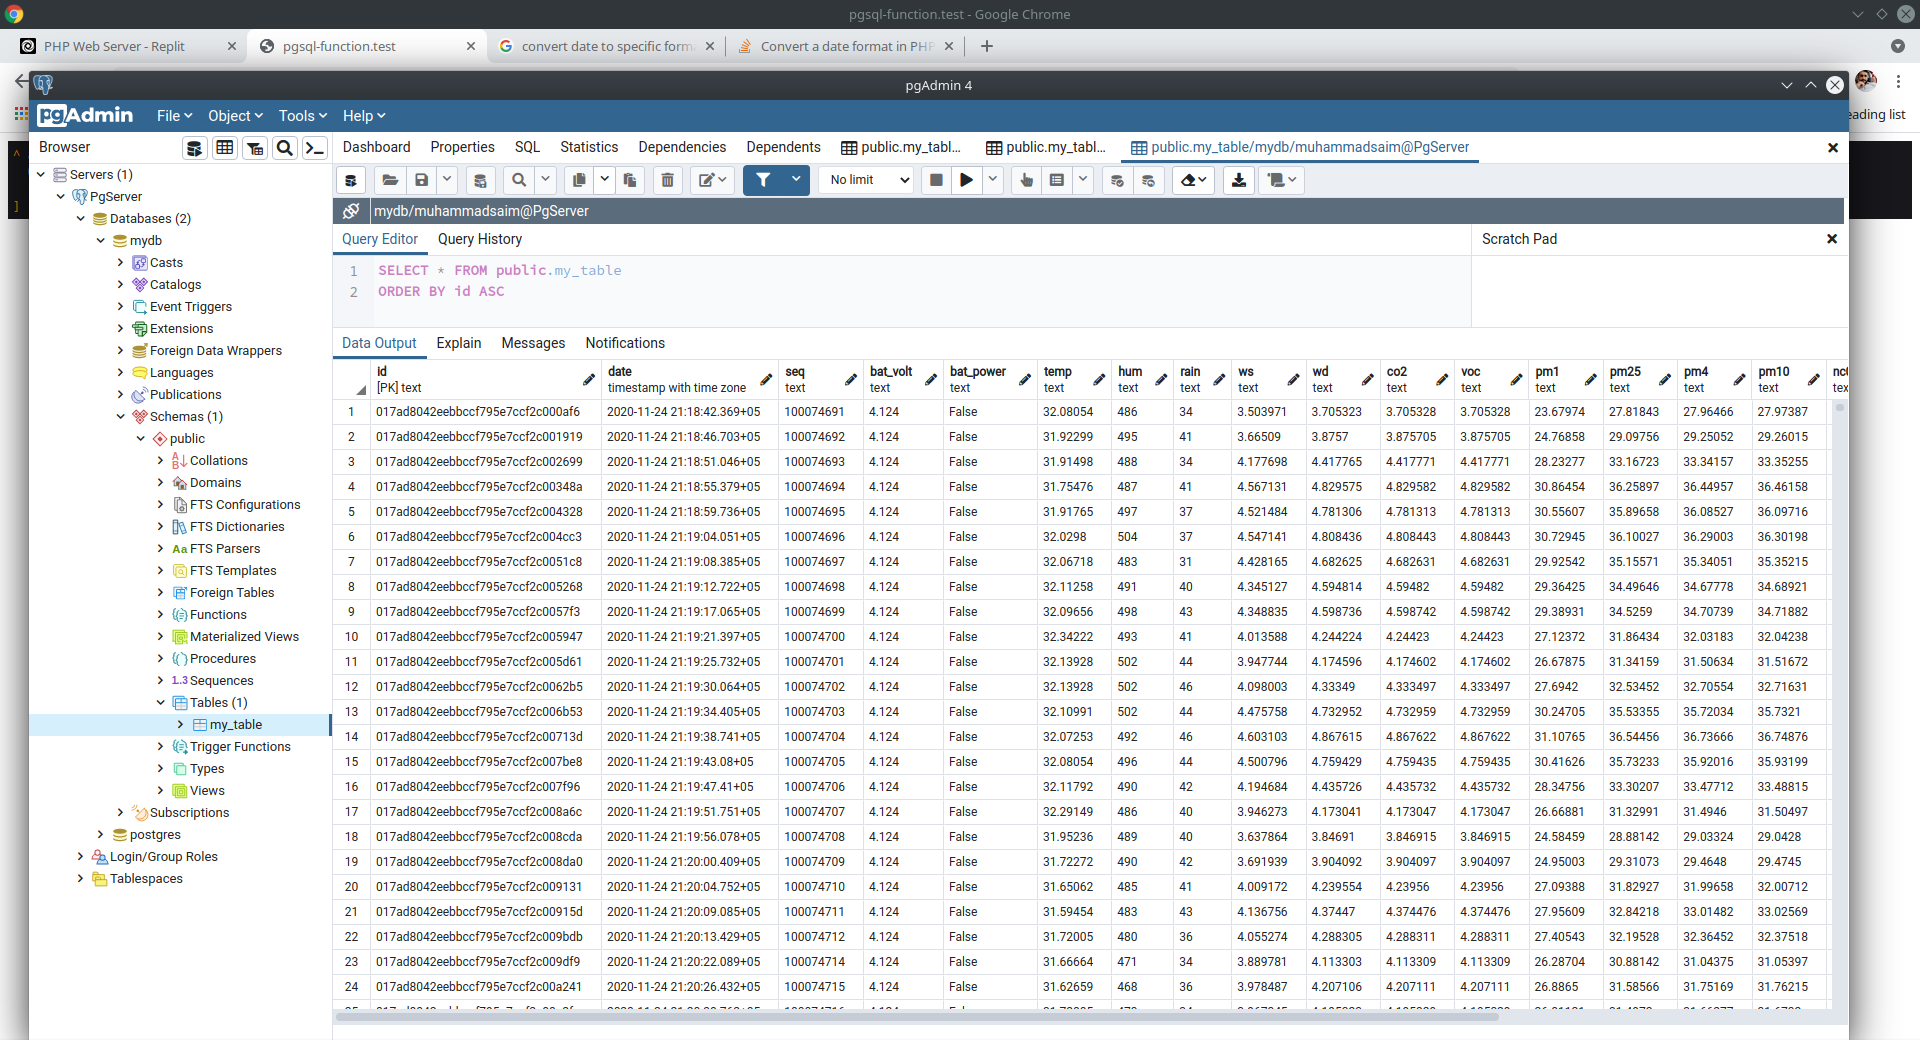 pgsql-function.test - Google Chrome
PHP Web Server - Replit
pgsql-function.test
convert date to specific form
Convert a date format in PHP
pgAdmin 4
pgAdmin
File Object Tools Help
eading list
Browser
Dashboard Properties SQL Statistics Dependencies Dependents public.my_tabl... public.my_tabl... public.my_table/mydb/muhammadsaim@PgServer
No limit
mydb/muhammadsaim@PgServer
Query Editor Query History
Scratch Pad
1 SELECT * FROM public.my_table
2 ORDER BY id ASC
Data Output Explain Messages Notifications
Servers (1)
PgServer
Databases (2)
mydb
Casts
Catalogs
Event Triggers
Extensions
Foreign Data Wrappers
Languages
Publications
Schemas (1)
public
Collations
Domains
FTS Configurations
FTS Dictionaries
Aa FTS Parsers
FTS Templates
Foreign Tables
Functions
Materialized Views
Procedures
1..3 Sequences
Tables (1)
my_table
Trigger Functions
Types
Views
Subscriptions
postgres
Login/Group Roles
Tablespaces
id date seq bat_volt bat_power temp hum rain ws wd co2 voc pm1 pm25 pm4 pm10
[PK] text timestamp with time zone text text text text text text text text text text text text text text
1 017ad8042eebbccf795e7ccf2c000af6 2020-11-24 21:18:42.369+05 100074691 4.124 False 32.08054 486 34 3.503971 3.705323 3.705328 3.705328 23.67974 27.81843 27.96466 27.97387
2 017ad8042eebbccf795e7ccf2c001919 2020-11-24 21:18:46.703+05 100074692 4.124 False 31.92299 495 41 3.66509 3.8757 3.875705 3.875705 24.76858 29.09756 29.25052 29.26015
3 017ad8042eebbccf795e7ccf2c002699 2020-11-24 21:18:51.046+05 100074693 4.124 False 31.91498 488 34 4.177698 4.417765 4.417771 4.417771 28.23277 33.16723 33.34157 33.35255
4 017ad8042eebbccf795e7ccf2c00348a 2020-11-24 21:18:55.379+05 100074694 4.124 False 31.75476 487 41 4.567131 4.829575 4.829582 4.829582 30.86454 36.25897 36.44957 36.46158
5 017ad8042eebbccf795e7ccf2c004328 2020-11-24 21:18:59.736+05 100074695 4.124 False 31.91765 497 37 4.521484 4.781306 4.781313 4.781313 30.55607 35.89658 36.08527 36.09716
6 017ad8042eebbccf795e7ccf2c004cc3 2020-11-24 21:19:04.051+05 100074696 4.124 False 32.0298 504 37 4.547141 4.808436 4.808443 4.808443 30.72945 36.10027 36.29003 36.30198
7 017ad8042eebbccf795e7ccf2c0051c8 2020-11-24 21:19:08.385+05 100074697 4.124 False 32.06718 483 31 4.428165 4.682625 4.682631 4.682631 29.92542 35.15571 35.34051 35.35215
8 017ad8042eebbccf795e7ccf2c005268 2020-11-24 21:19:12.722+05 100074698 4.124 False 32.11258 491 40 4.345127 4.594814 4.59482 4.59482 29.36425 34.49646 34.67778 34.68921
9 017ad8042eebbccf795e7ccf2c0057f3 2020-11-24 21:19:17.065+05 100074699 4.124 False 32.09656 498 43 4.348835 4.598736 4.598742 4.598742 29.38931 34.5259 34.70739 34.71882
10 017ad8042eebbccf795e7ccf2c005947 2020-11-24 21:19:21.397+05 100074700 4.124 False 32.34222 493 41 4.013588 4.244224 4.24423 4.24423 27.12372 31.86434 32.03183 32.04238
11 017ad8042eebbccf795e7ccf2c005d61 2020-11-24 21:19:25.732+05 100074701 4.124 False 32.13928 502 44 3.947744 4.174596 4.174602 4.174602 26.67875 31.34159 31.50634 31.51672
12 017ad8042eebbccf795e7ccf2c0062b5 2020-11-24 21:19:30.064+05 100074702 4.124 False 32.13928 502 46 4.098003 4.33349 4.333497 4.333497 27.6942 32.53452 32.70554 32.71631
13 017ad8042eebbccf795e7ccf2c006b53 2020-11-24 21:19:34.405+05 100074703 4.124 False 32.10991 502 44 4.475758 4.732952 4.732959 4.732959 30.24705 35.53355 35.72034 35.7321
14 017ad8042eebbccf795e7ccf2c00713d 2020-11-24 21:19:38.741+05 100074704 4.124 False 32.07253 492 46 4.603103 4.867615 4.867622 4.867622 31.10765 36.54456 36.73666 36.74876
15 017ad8042eebbccf795e7ccf2c007be8 2020-11-24 21:19:43.08+05 100074705 4.124 False 32.08054 496 44 4.500796 4.759429 4.759435 4.759435 30.41626 35.73233 35.92016 35.93199
16 017ad8042eebbccf795e7ccf2c007f96 2020-11-24 21:19:47.41+05 100074706 4.124 False 32.11792 490 42 4.194684 4.435726 4.435732 4.435732 28.34756 33.30207 33.47712 33.48815
17 017ad8042eebbccf795e7ccf2c008a6c 2020-11-24 21:19:51.751+05 100074707 4.124 False 32.29149 486 40 3.946273 4.173041 4.173047 4.173047 26.66881 31.32991 31.4946 31.50497
18 017ad8042eebbccf795e7ccf2c008cda 2020-11-24 21:19:56.078+05 100074708 4.124 False 31.95236 489 40 3.637864 3.84691 3.846915 3.846915 24.58459 28.88142 29.03324 29.0428
19 017ad8042eebbccf795e7ccf2c008da0 2020-11-24 21:20:00.409+05 100074709 4.124 False 31.72272 490 42 3.691939 3.904092 3.904097 3.904097 24.95003 29.31073 29.4648 29.4745
20 017ad8042eebbccf795e7ccf2c009131 2020-11-24 21:20:04.752+05 100074710 4.124 False 31.65062 485 41 4.009172 4.239554 4.23956 4.23956 27.09388 31.82927 31.99658 32.00712
21 017ad8042eebbccf795e7ccf2c00915d 2020-11-24 21:20:09.085+05 100074711 4.124 False 31.59454 483 43 4.136756 4.37447 4.374476 4.374476 27.95609 32.84218 33.01482 33.02569
22 017ad8042eebbccf795e7ccf2c009bdb 2020-11-24 21:20:13.429+05 100074712 4.124 False 31.72005 480 36 4.055274 4.288305 4.288311 4.288311 27.40543 32.19528 32.36452 32.37518
23 017ad8042eebbccf795e7ccf2c009df9 2020-11-24 21:20:22.089+05 100074714 4.124 False 31.66664 471 34 3.889781 4.113303 4.113309 4.113309 26.28704 30.88142 31.04375 31.05397
24 017ad8042eebbccf795e7ccf2c00a241 2020-11-24 21:20:26.432+05 100074715 4.124 False 31.62659 468 36 3.978487 4.207106 4.207111 4.207111 26.8865 31.58566 31.75169 31.76215